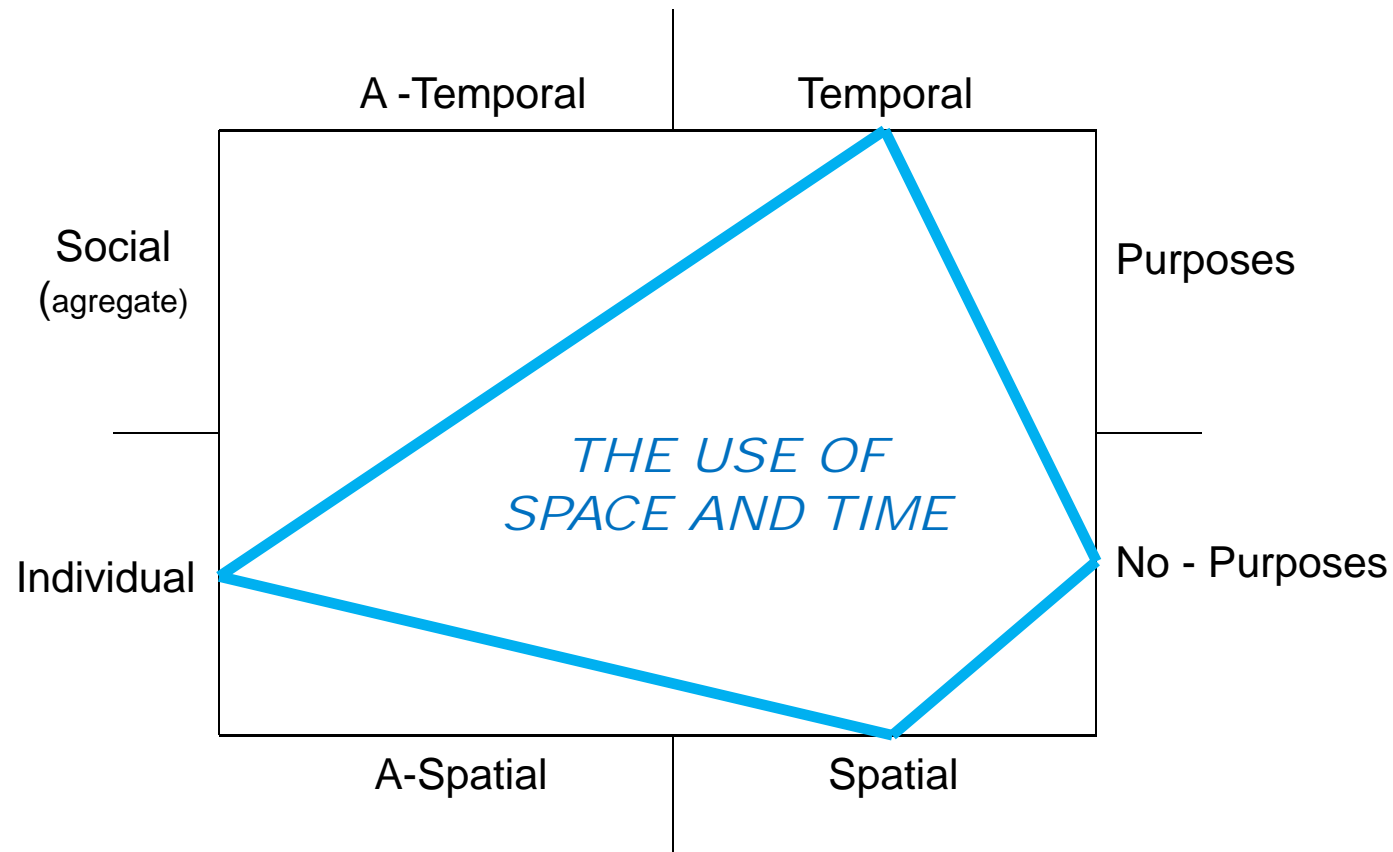 A -Temporal
Temporal
Social
(agregate)
Purposes
THE USE OF
SPACE AND TIME
Individual
No - Purposes
A-Spatial
Spatial